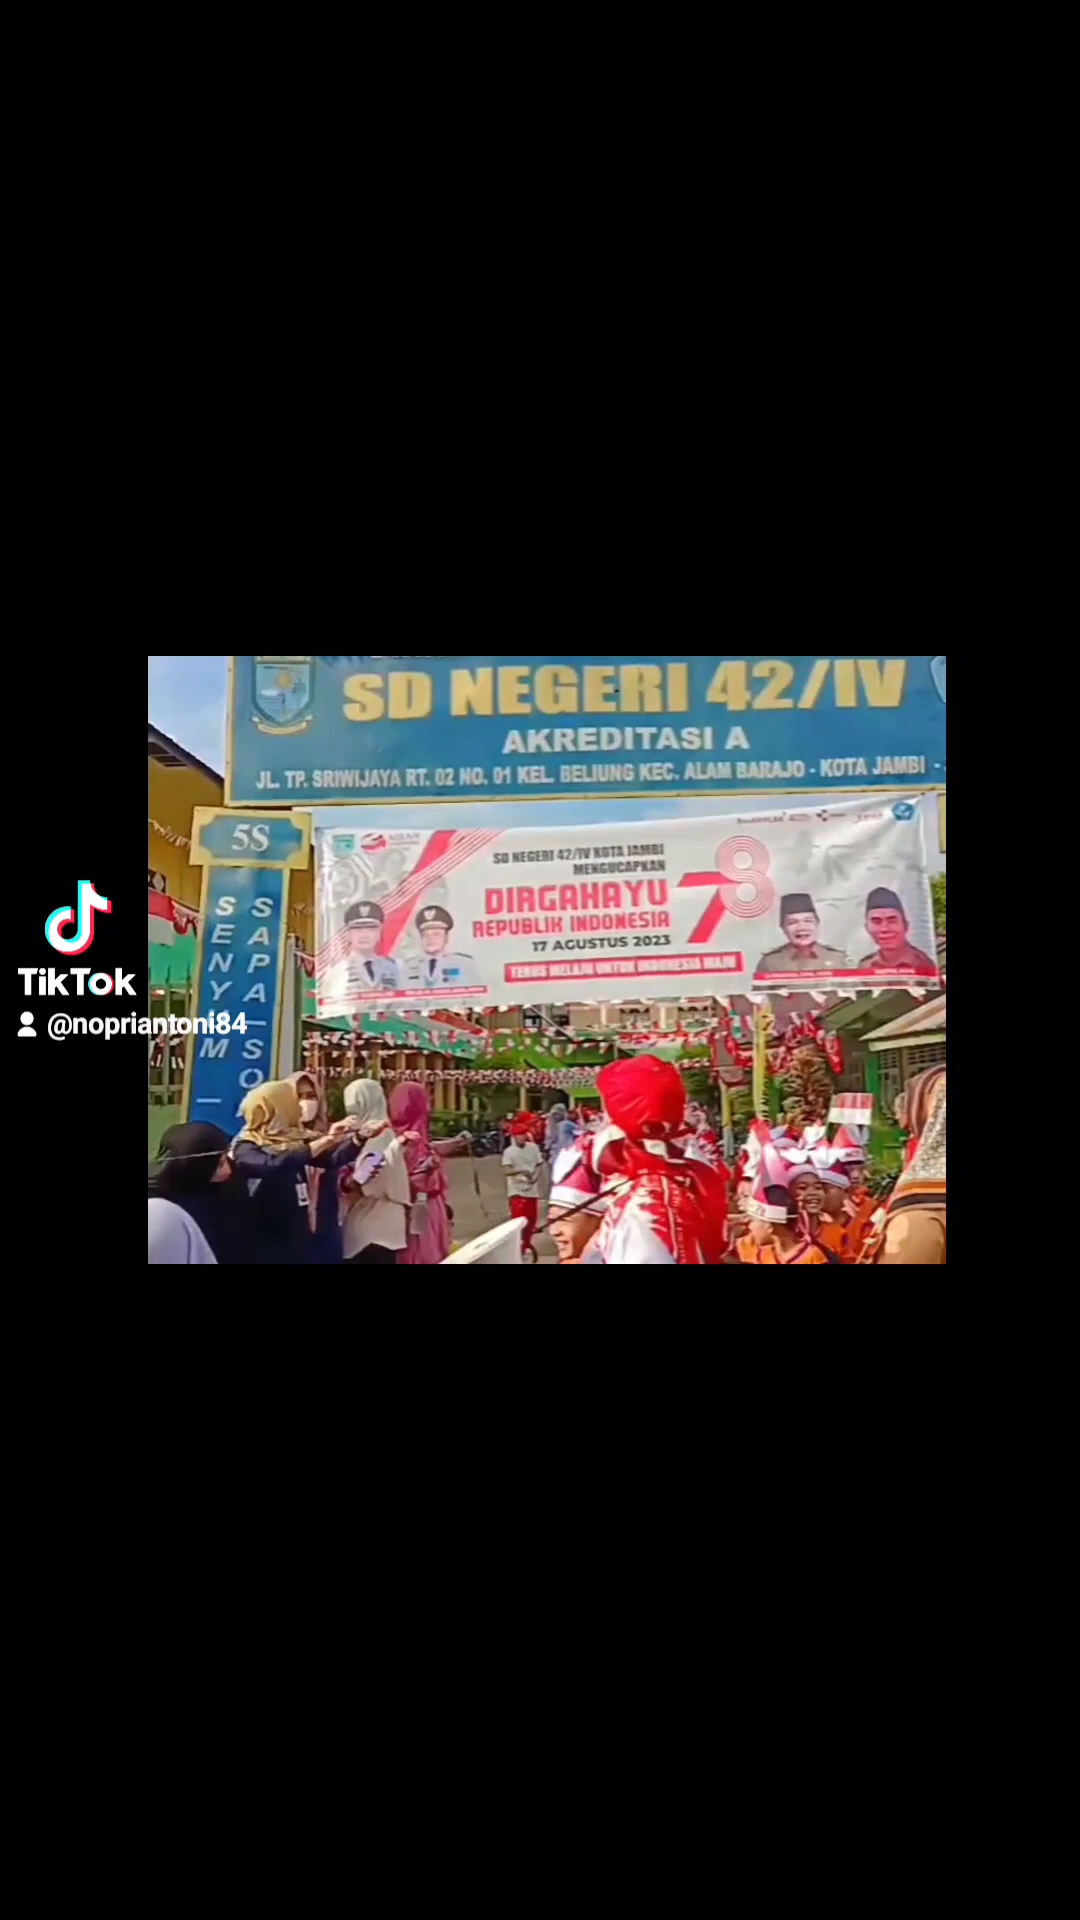 SD NEGERI 42/IV
AKREDITASI A
JL. TP. SRIWIJAYA RT. 02 NO. 01 KEL. BELIUNG KEC. ALAM BARAJO - KOTA JAMBI -
5S
SENYUM
SAPA
SD NEGERI 42/IV KOTA JAMBI
MENGUCAPKAN
DIRGAHAYU
REPUBLIK INDONESIA
17 AGUSTUS 2023
78
TERUS MELAJU UNTUK INDONESIA MAJU
TikTok
@nopriantoni84